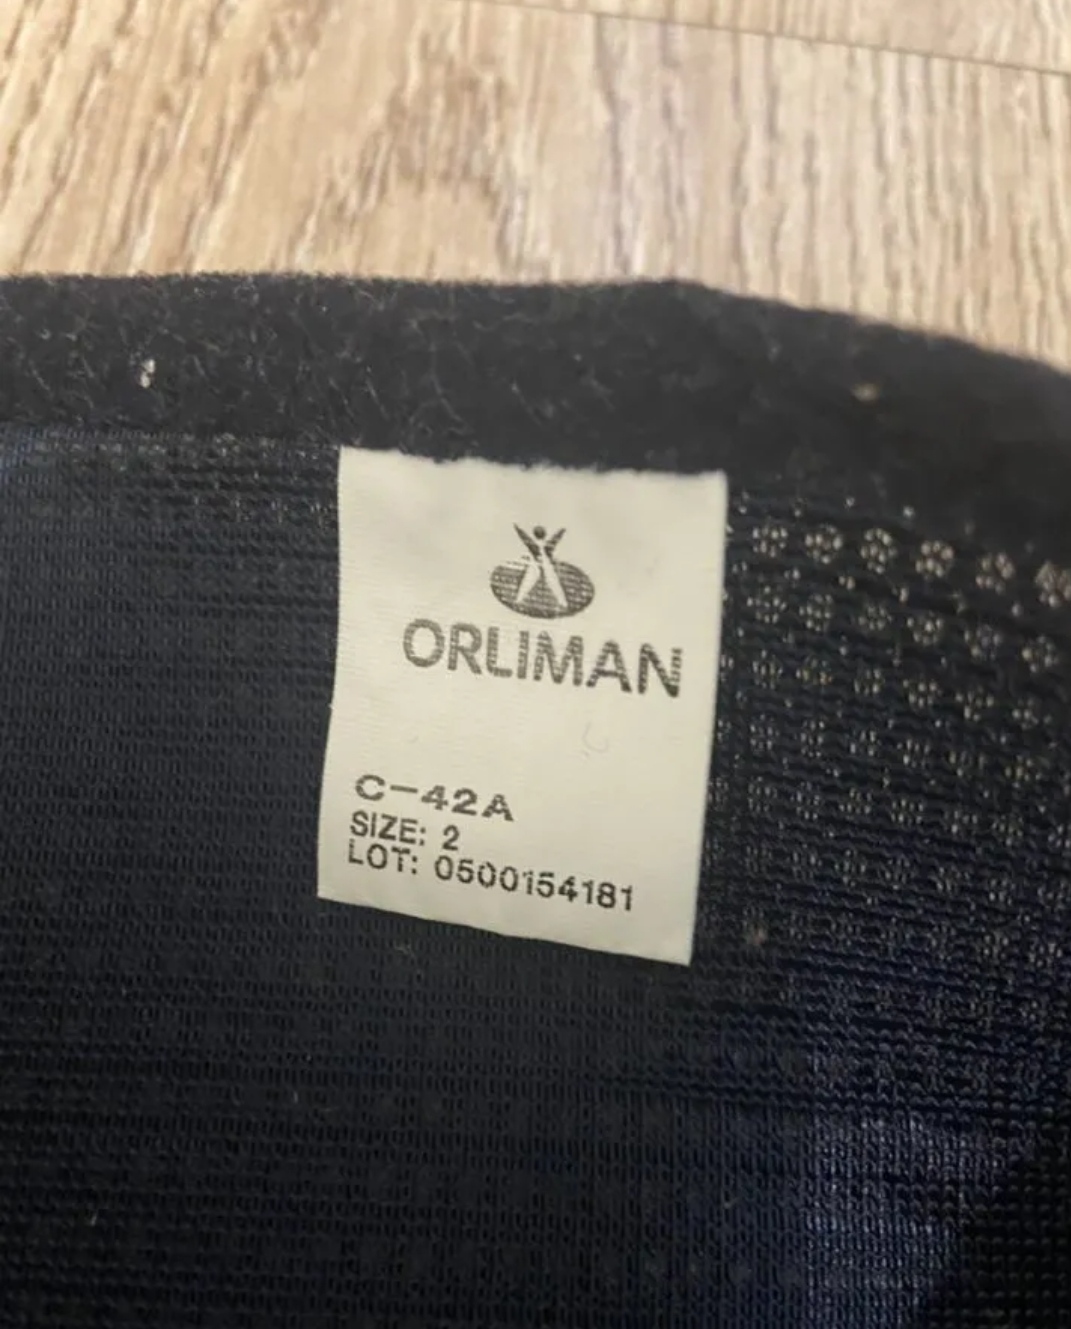 ORLIMAN
C-42A
SIZE: 2
LOT: 0500154181